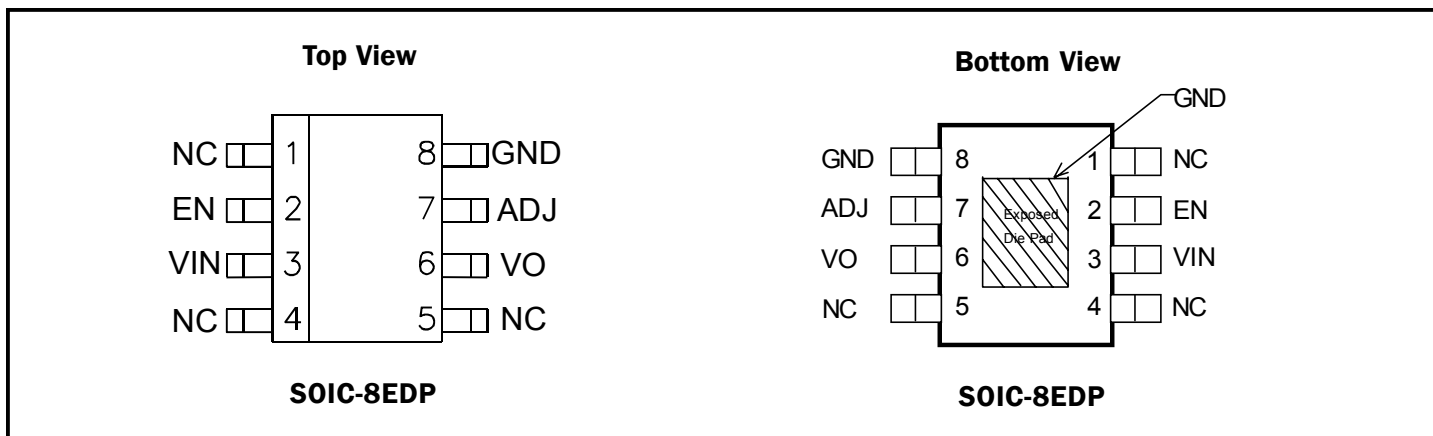 Top View
NC 1 8 GND
EN 2 7 ADJ
VIN 3 6 VO
NC 4 5 NC
SOIC-8EDP
Bottom View
GND
GND 8 1 NC
ADJ 7 2 EN
Exposed
Die Pad
VO 6 3 VIN
NC 5 4 NC
SOIC-8EDP